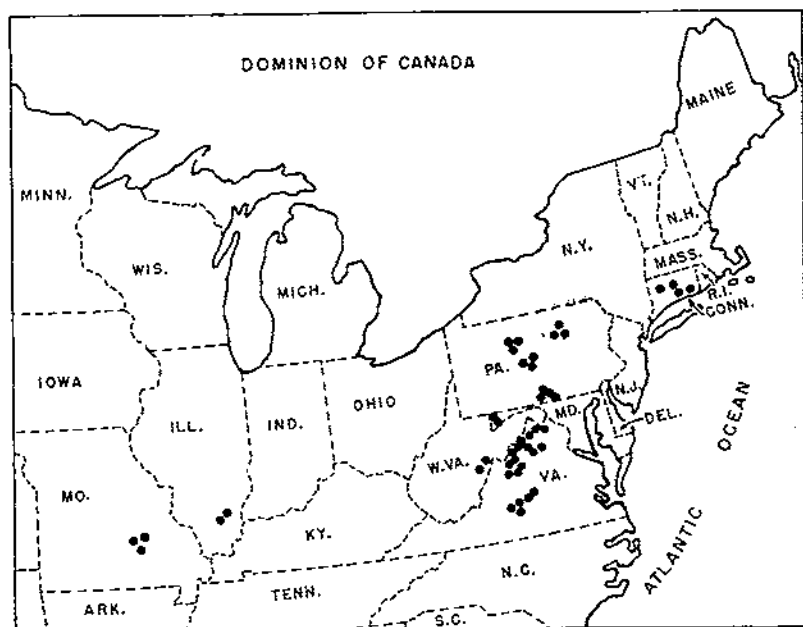 DOMINION OF CANADA
MAINE
MINN.
VT.
N.H.
WIS.
N.Y.
MASS.
MICH.
R.I.
CONN.
IOWA
PA.
N.J.
ILL.
IND.
OHIO
MD.
DEL.
OCEAN
W.VA.
VA.
MO.
KY.
ATLANTIC
N.C.
TENN.
ARK.
S.C.